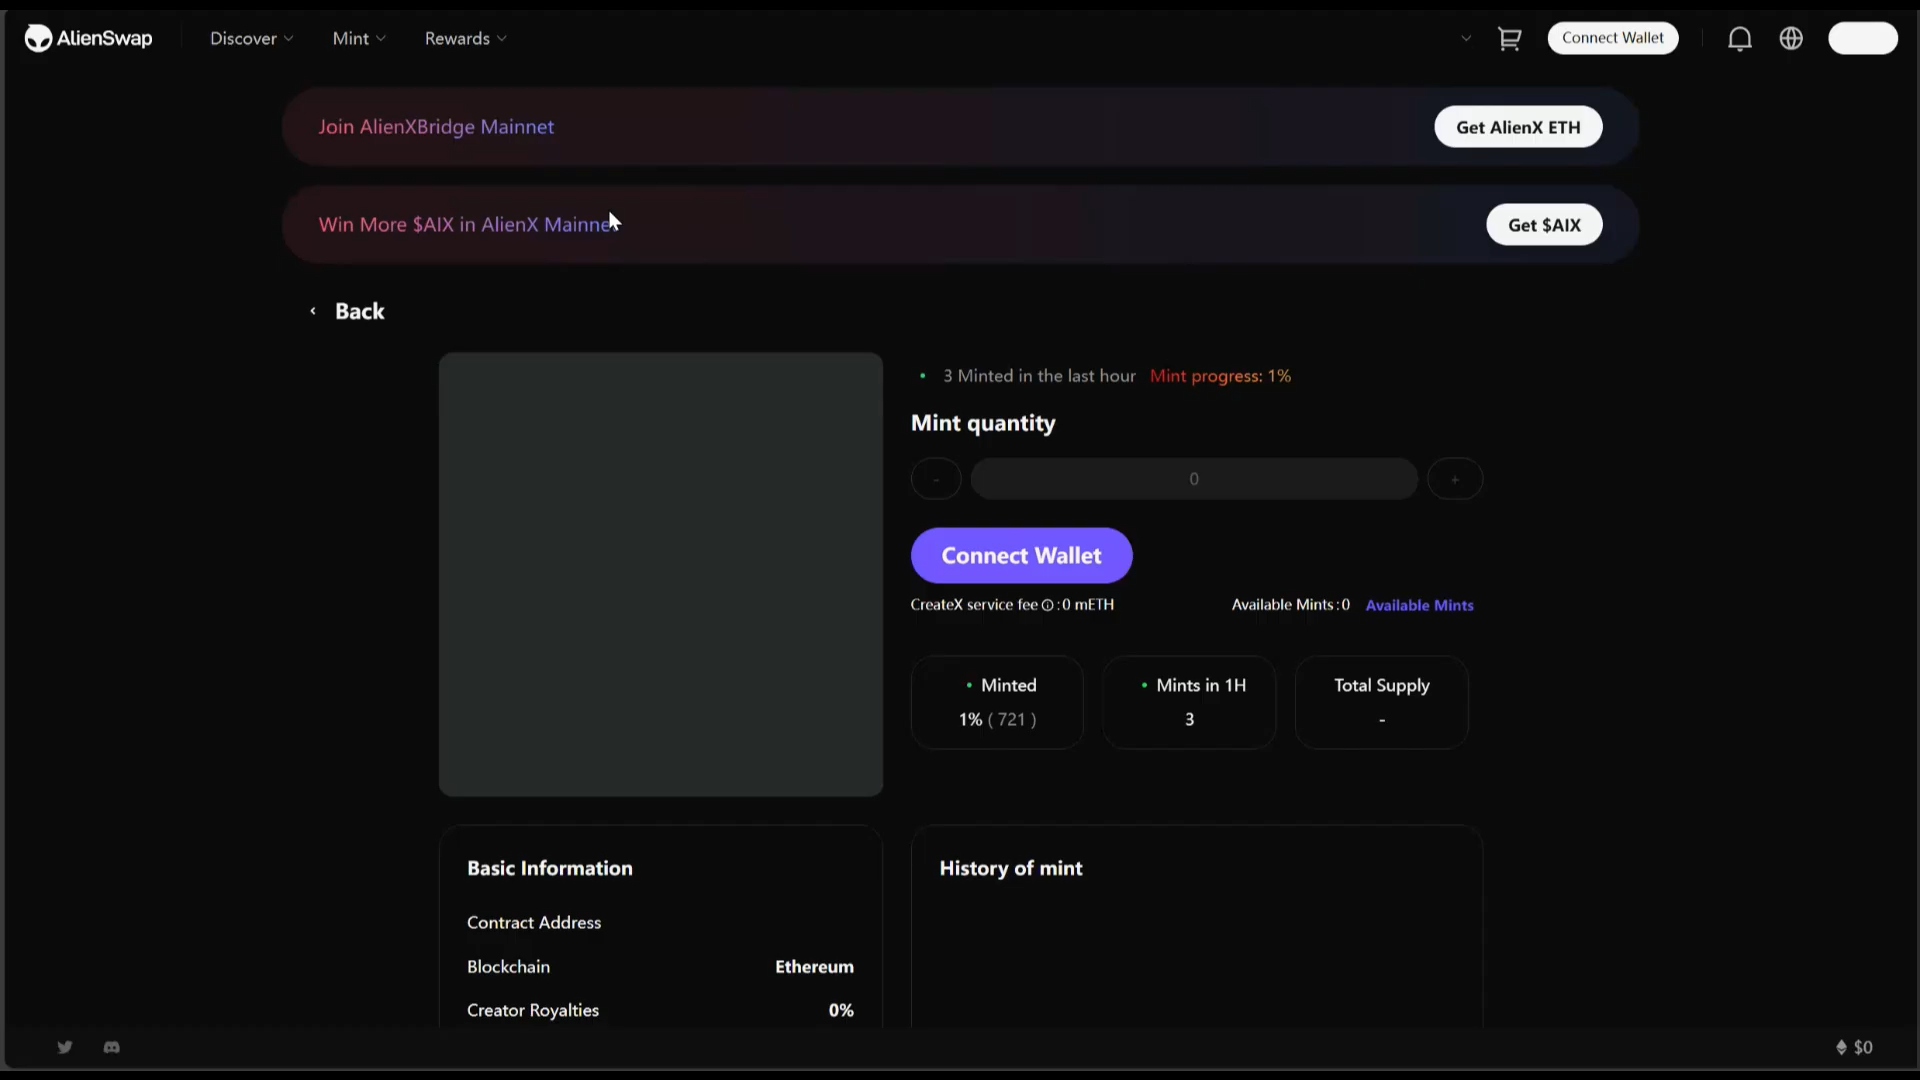 AlienSwap Discover Mint Rewards Connect Wallet
Join AlienXBridge Mainnet Get AlienX ETH
Win More $AIX in AlienX Mainne Get $AIX
Back
3 Minted in the last hour Mint progress: 1%
Mint quantity
- 0 +
Connect Wallet
CreateX service fee : 0 mETH Available Mints : 0 Available Mints
Minted Mints in 1H Total Supply
1% ( 721 ) 3 -
Basic Information
Contract Address
Blockchain Ethereum
Creator Royalties 0%
History of mint
$0